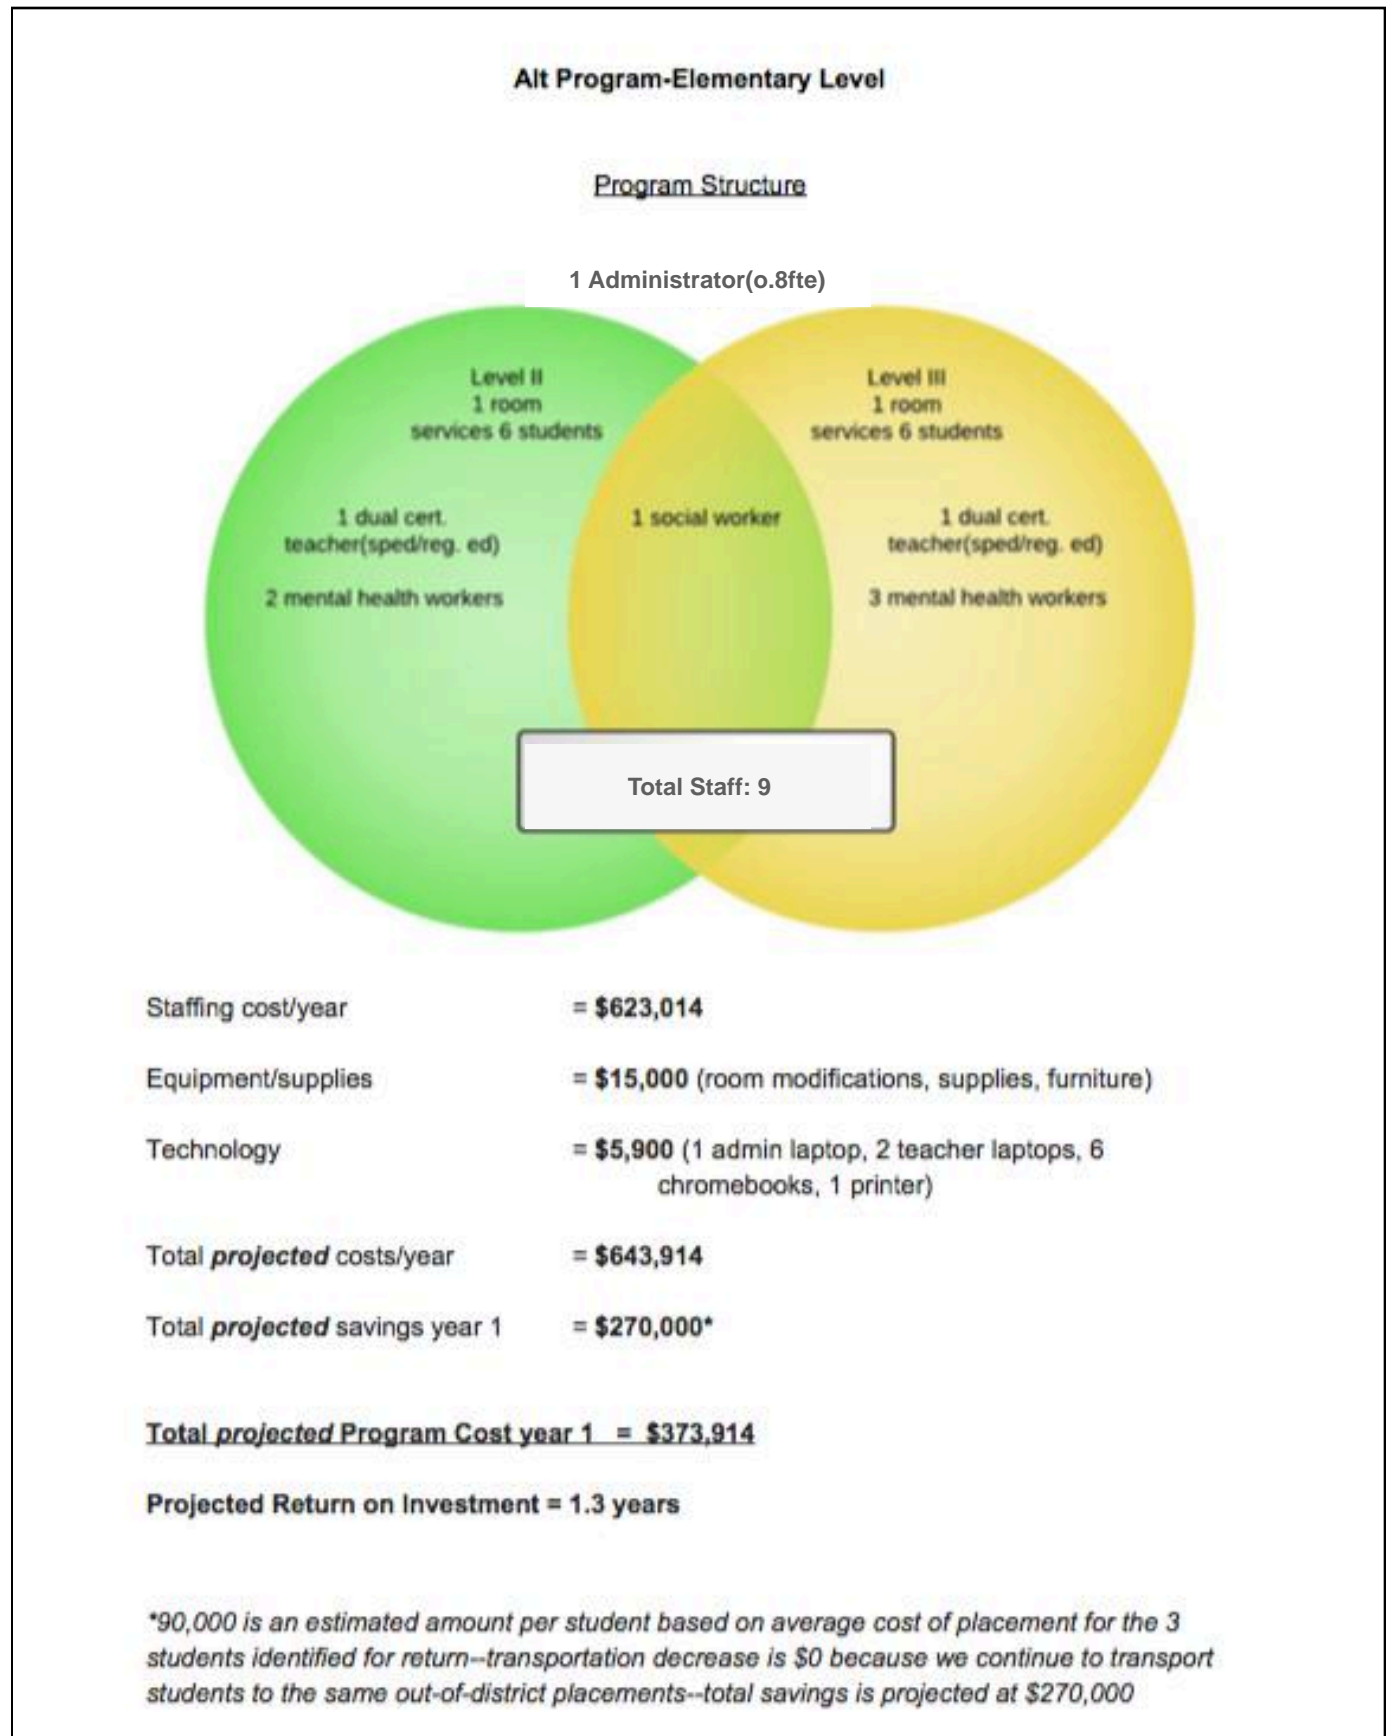 Alt Program-Elementary Level
Program Structure
1 Administrator(o.8fte)
Level II
1 room
services 6 students
1 dual cert.
teacher(sped/reg. ed)
2 mental health workers
1 social worker
Level III
1 room
services 6 students
1 dual cert.
teacher(sped/reg. ed)
3 mental health workers
Total Staff: 9
Staffing cost/year = $623,014
Equipment/supplies = $15,000 (room modifications, supplies, furniture)
Technology = $5,900 (1 admin laptop, 2 teacher laptops, 6
chromebooks, 1 printer)
Total projected costs/year = $643,914
Total projected savings year 1 = $270,000*
Total projected Program Cost year 1 = $373,914
Projected Return on Investment = 1.3 years
*90,000 is an estimated amount per student based on average cost of placement for the 3
students identified for return--transportation decrease is $0 because we continue to transport
students to the same out-of-district placements--total savings is projected at $270,000